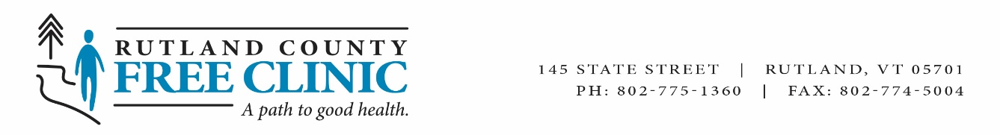 RUTLAND COUNTY
FREE CLINIC
A path to good health.
145 STATE STREET | RUTLAND, VT 05701
PH: 802-775-1360 | FAX: 802-774-5004